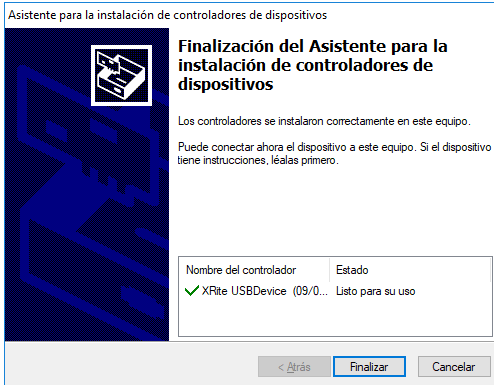 Asistente para la instalación de controladores de dispositivos
Finalización del Asistente para la
instalación de controladores de
dispositivos
Los controladores se instalaron correctamente en este equipo.
Puede conectar ahora el dispositivo a este equipo. Si el dispositivo
tiene instrucciones, léalas primero.
Nombre del controlador Estado
XRite USBDevice (09/0... Listo para su uso
< Atrás Finalizar Cancelar